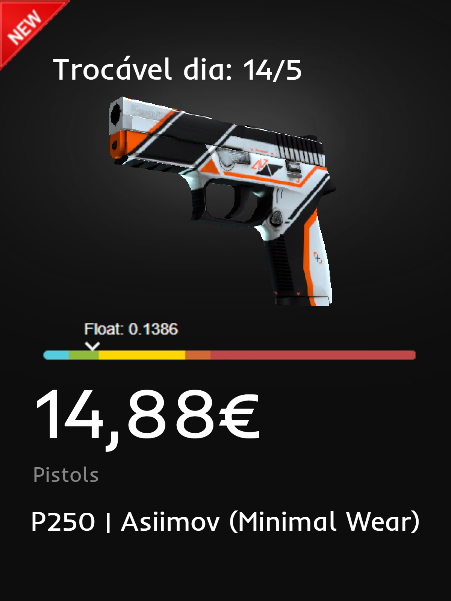 NEW
Trocável dia: 14/5
Float: 0.1386
14,88€
Pistols
P250 | Asiimov (Minimal Wear)